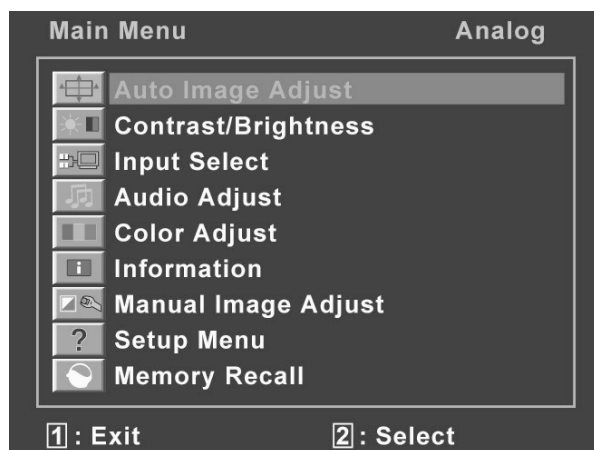 Main Menu Analog
Auto Image Adjust
Contrast/Brightness
Input Select
Audio Adjust
Color Adjust
Information
Manual Image Adjust
Setup Menu
Memory Recall
1 : Exit 2 : Select